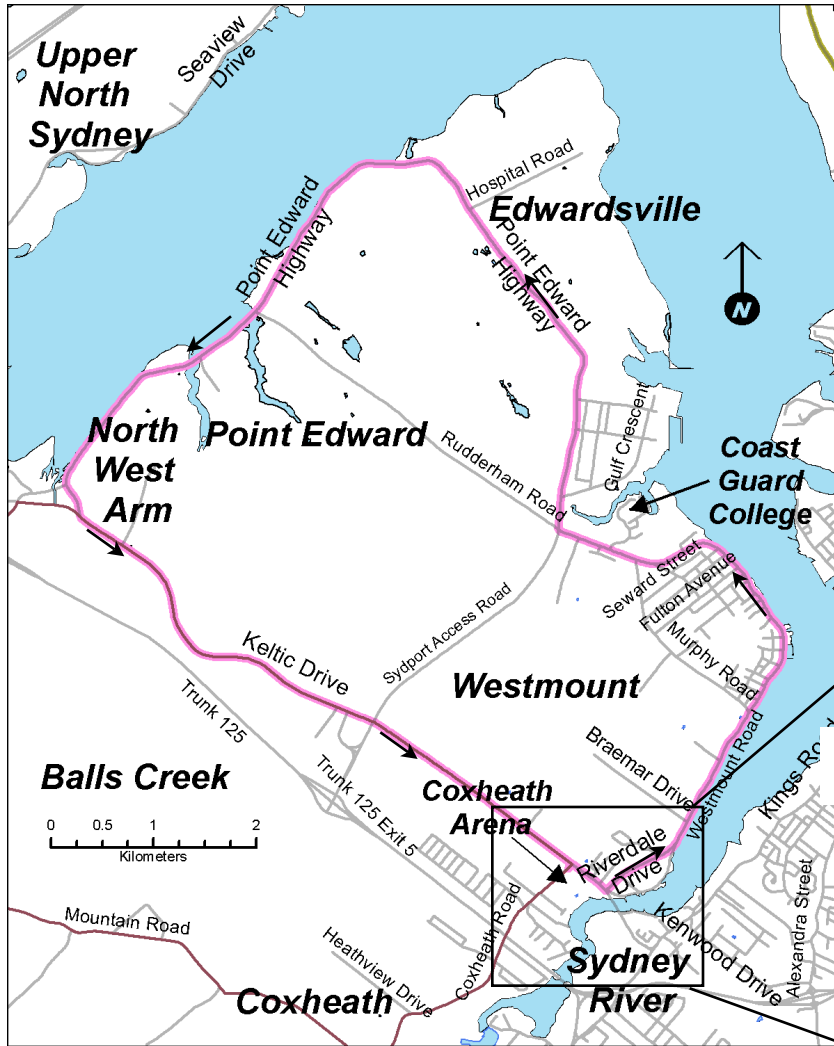 Upper
North
Sydney
Seaview
Drive
Hospital Road
Edwardsville
Point Edward
Highway
Point Edward
Highway
N
North
West
Arm
Point Edward
Rudderham Road
Gulf Crescent
Coast
Guard
College
Seward Street
Fulton Avenue
Murphy Road
Sydport Access Road
Keltic Drive
Westmount
Trunk 125
Braemar Drive
Westmount Road
Kings Road
Balls Creek
0 0.5 1 2
Kilometers
Trunk 125 Exit 5
Coxheath
Arena
Riverdale
Drive
Mountain Road
Heathview Drive
Coxheath Road
Kenwood Drive
Alexandra Street
Coxheath
Sydney
River